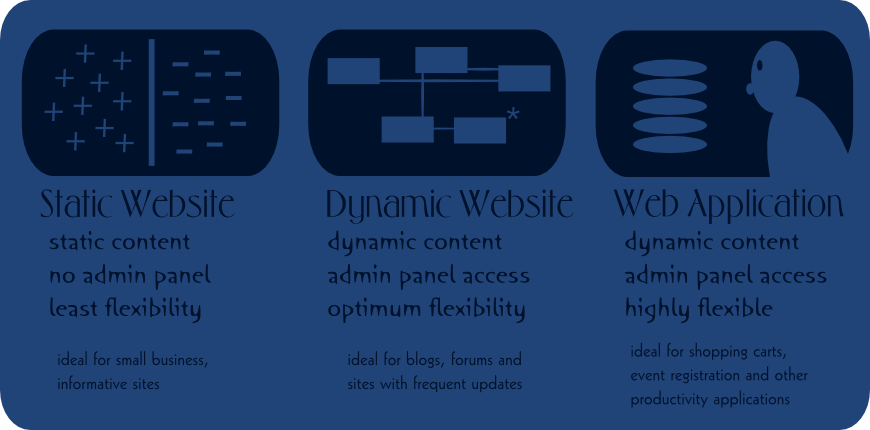 Static Website
static content
no admin panel
least flexibility
ideal for small business,
informative sites
Dynamic Website
dynamic content
admin panel access
optimum flexibility
ideal for blogs, forums and
sites with frequent updates
Web Application
dynamic content
admin panel access
highly flexible
ideal for shopping carts,
event registration and other
productivity applications